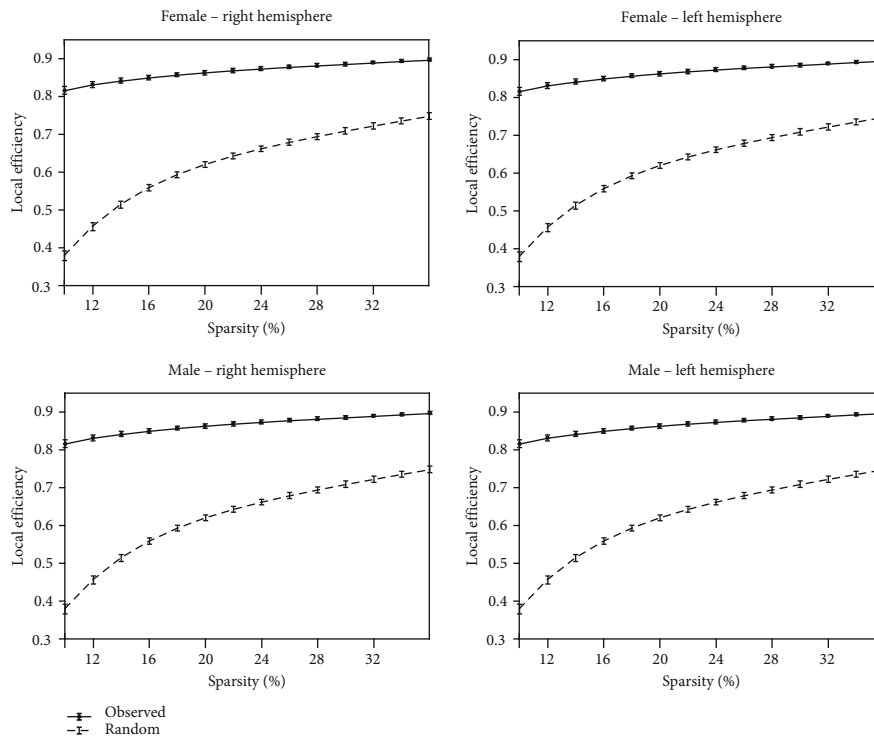 Female – right hemisphere
Local efficiency
0.9
0.8
0.7
0.6
0.5
0.4
0.3
12 16 20 24 28 32
Sparsity (%)
Female – left hemisphere
Local efficiency
0.9
0.8
0.7
0.6
0.5
0.4
0.3
12 16 20 24 28 32
Sparsity (%)
Male – right hemisphere
Local efficiency
0.9
0.8
0.7
0.6
0.5
0.4
0.3
12 16 20 24 28 32
Sparsity (%)
Male – left hemisphere
Local efficiency
0.9
0.8
0.7
0.6
0.5
0.4
0.3
12 16 20 24 28 32
Sparsity (%)
Observed
Random